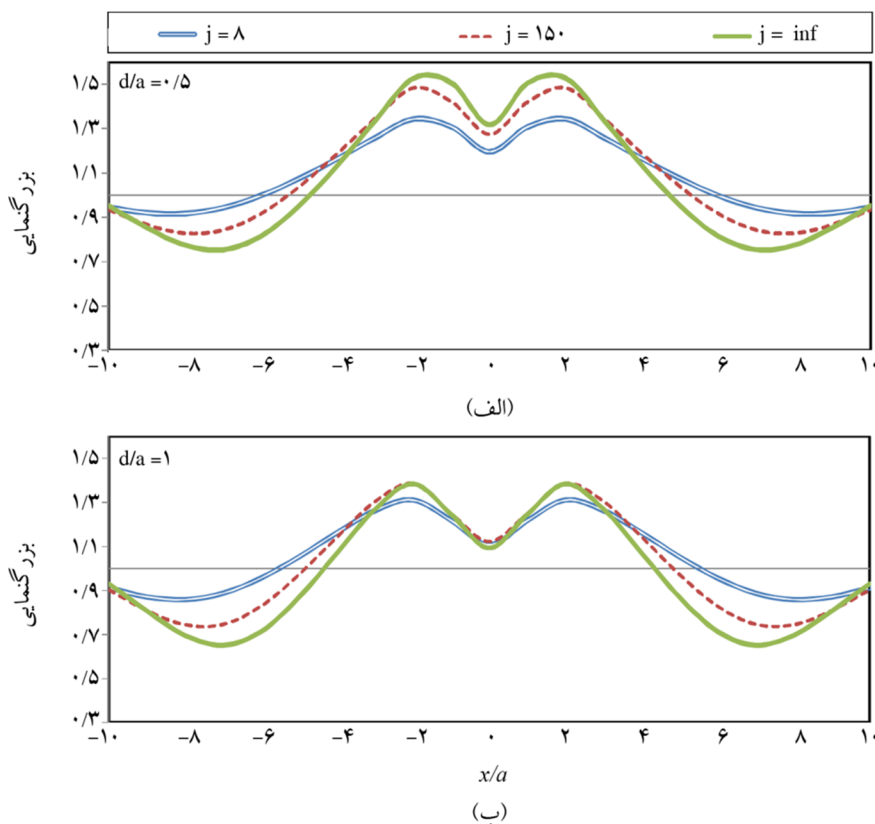 j = ۸ j = ۱۵۰ j = inf
d/a =۰/۵
۱/۵
۱/۳
۱/۱
۰/۹
۰/۷
۰/۵
۰/۳
بزرگنمایی
−۱۰ −۸ −۶ −۴ −۲ ۰ ۲ ۴ ۶ ۸ ۱۰
(الف)
d/a =۱
۱/۵
۱/۳
۱/۱
۰/۹
۰/۷
۰/۵
۰/۳
بزرگنمایی
−۱۰ −۸ −۶ −۴ −۲ ۰ ۲ ۴ ۶ ۸ ۱۰
x/a
(ب)